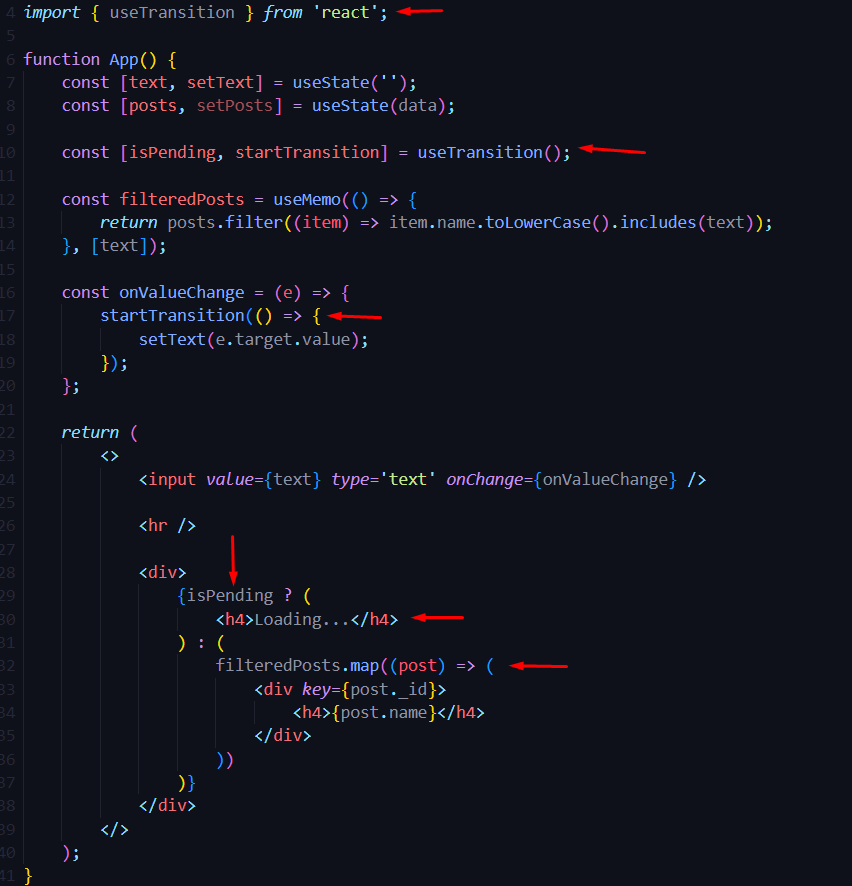 4 import { useTransition } from 'react';
5
6 function App() {
7 const [text, setText] = useState('');
8 const [posts, setPosts] = useState(data);
9
10 const [isPending, startTransition] = useTransition();
11
12 const filteredPosts = useMemo(() => {
13 return posts.filter((item) => item.name.toLowerCase().includes(text));
14 }, [text]);
15
16 const onValueChange = (e) => {
17 startTransition(() => {
18 setText(e.target.value);
19 });
20 };
21
22 return (
23 <>
24 <input value={text} type='text' onChange={onValueChange} />
25
26 <hr />
27
28 <div>
29 {isPending ? (
30 <h4>Loading...</h4>
31 ) : (
32 filteredPosts.map((post) => (
33 <div key={post._id}>
34 <h4>{post.name}</h4>
35 </div>
36 ))
37 )}
38 </div>
39 </>
40 );
41 }